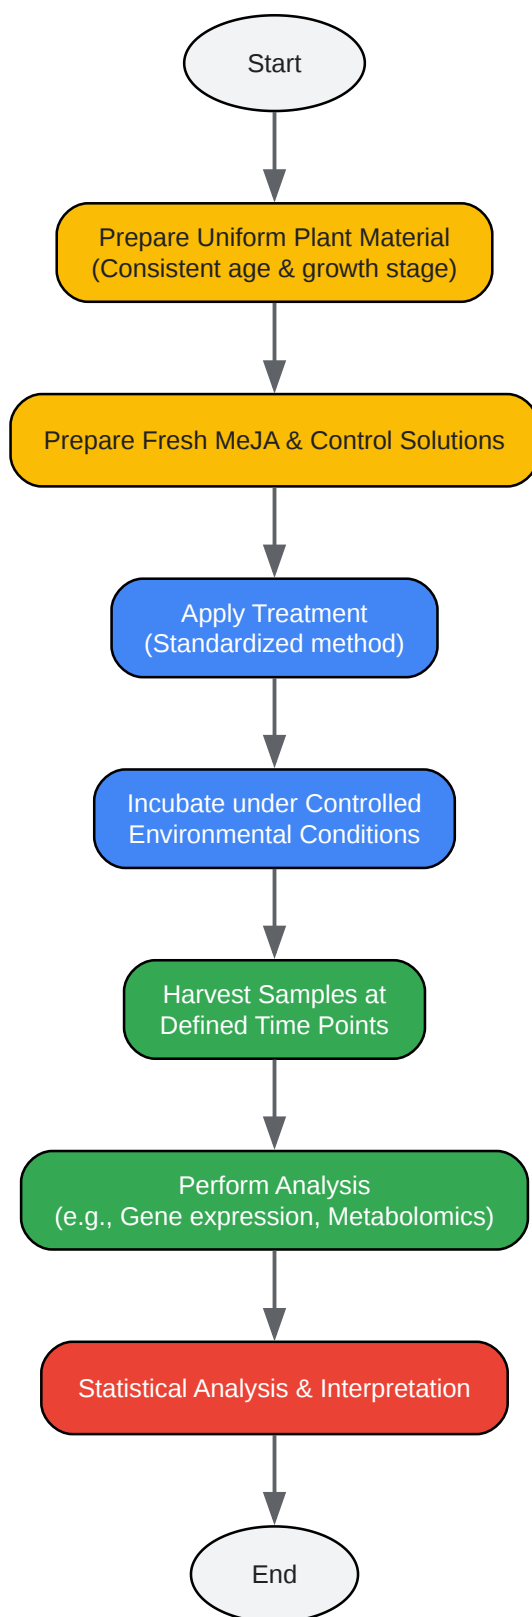 Start
Prepare Uniform Plant Material
(Consistent age & growth stage)
Prepare Fresh MeJA & Control Solutions
Apply Treatment
(Standardized method)
Incubate under Controlled
Environmental Conditions
Harvest Samples at
Defined Time Points
Perform Analysis
(e.g., Gene expression, Metabolomics)
Statistical Analysis & Interpretation
End